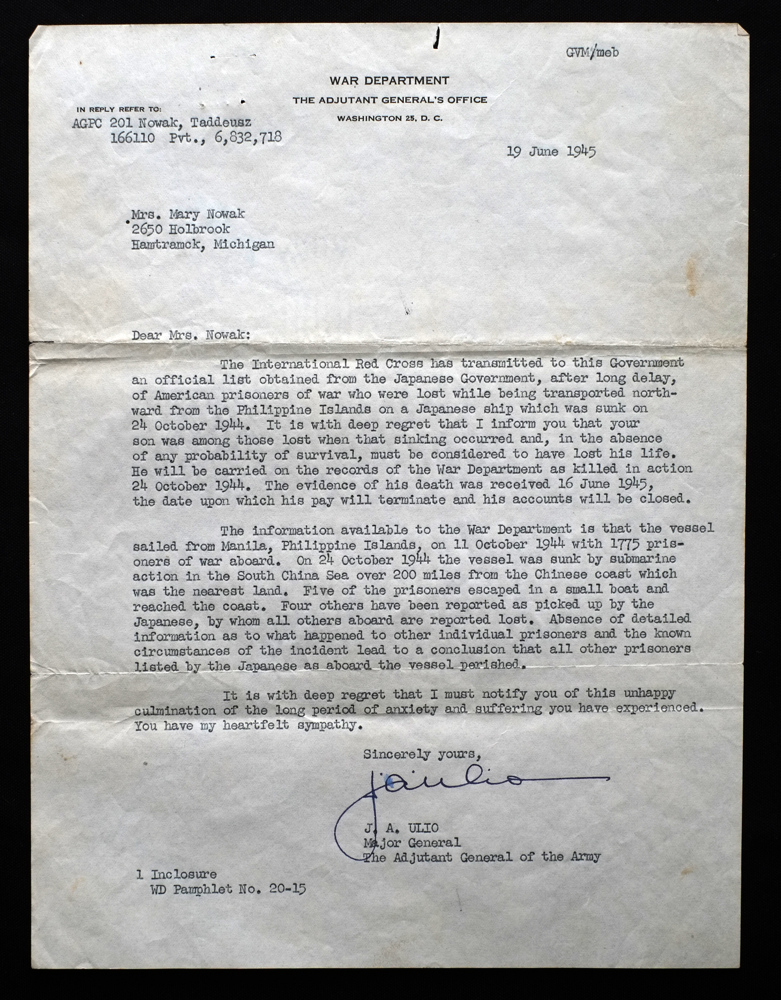 GVM/meb
WAR DEPARTMENT
THE ADJUTANT GENERAL'S OFFICE
WASHINGTON 25, D. C.
IN REPLY REFER TO:
AGPC 201 Nowak, Taddeusz
166110 Pvt., 6,832,718
19 June 1945
Mrs. Mary Nowak
2650 Holbrook
Hamtramck, Michigan
Dear Mrs. Nowak:
The International Red Cross has transmitted to this Government
an official list obtained from the Japanese Government, after long delay,
of American prisoners of war who were lost while being transported north-
ward from the Philippine Islands on a Japanese ship which was sunk on
24 October 1944. It is with deep regret that I inform you that your
son was among those lost when that sinking occurred and, in the absence
of any probability of survival, must be considered to have lost his life.
He will be carried on the records of the War Department as killed in action
24 October 1944. The evidence of his death was received 16 June 1945,
the date upon which his pay will terminate and his accounts will be closed.
The information available to the War Department is that the vessel
sailed from Manila, Philippine Islands, on 11 October 1944 with 1775 pris-
oners of war aboard. On 24 October 1944 the vessel was sunk by submarine
action in the South China Sea over 200 miles from the Chinese coast which
was the nearest land. Five of the prisoners escaped in a small boat and
reached the coast. Four others have been reported as picked up by the
Japanese, by whom all others aboard are reported lost. Absence of detailed
information as to what happened to other individual prisoners and the known
circumstances of the incident lead to a conclusion that all other prisoners
listed by the Japanese as aboard the vessel perished.
It is with deep regret that I must notify you of this unhappy
culmination of the long period of anxiety and suffering you have experienced.
You have my heartfelt sympathy.
Sincerely yours,
J A Ulio
J. A. ULIO
Major General
The Adjutant General of the Army
1 Inclosure
WD Pamphlet No. 20-15